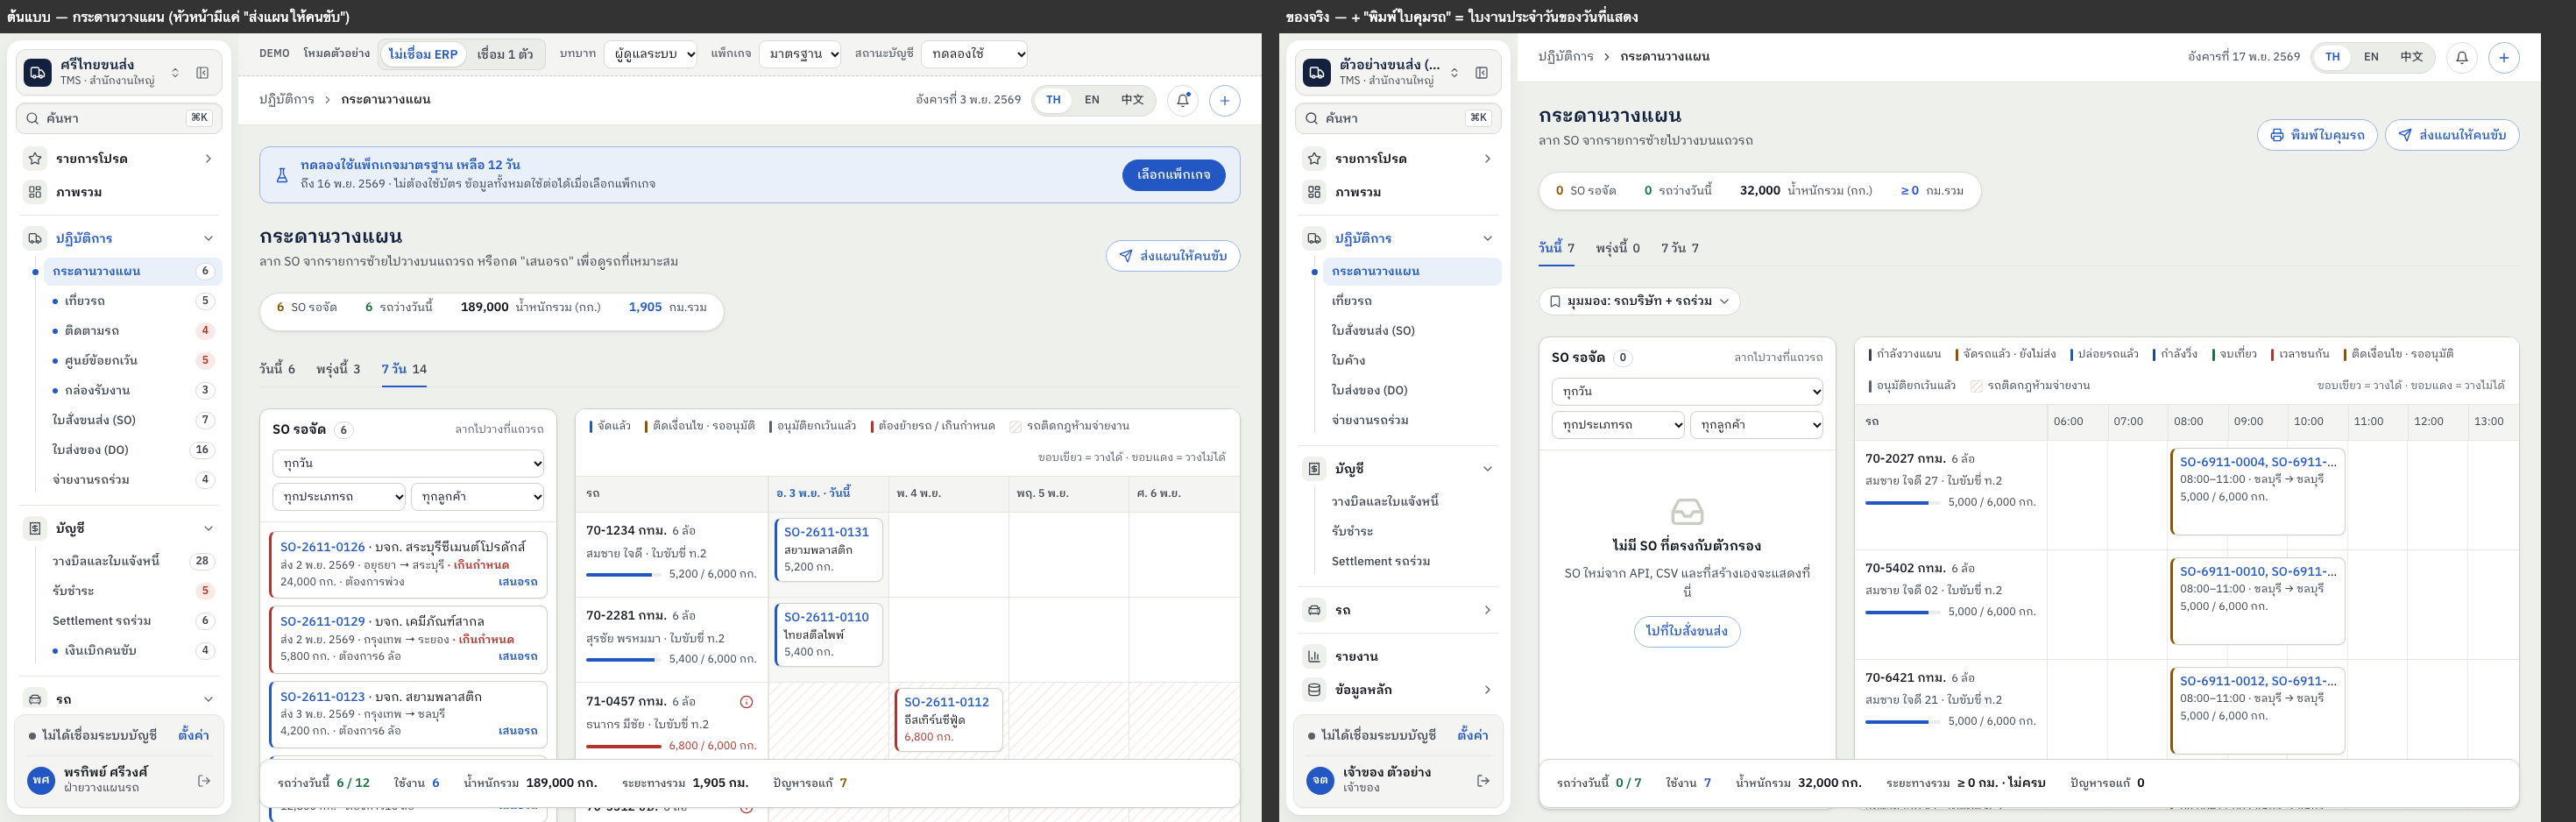 ต้นแบบ — กระดานวางแผน (หัวหน้ามีแค่ "ส่งแผนให้คนขับ")
ศรีไทยขนส่ง
TMS · สำนักงานใหญ่
ค้นหา ⌘K
รายการโปรด
ภาพรวม
ปฏิบัติการ
กระดานวางแผน 6
เที่ยวรถ 5
ติดตามรถ 4
ศูนย์ข้อยกเว้น 5
กล่องรับงาน 3
ใบสั่งขนส่ง (SO) 7
ใบส่งของ (DO) 16
จ่ายงานรถร่วม 4
บัญชี
วางบิลและใบแจ้งหนี้ 28
รับชำระ 5
Settlement รถร่วม 6
เงินเบิกคนขับ 4
รถ
ไม่ได้เชื่อมระบบบัญชี ตั้งค่า
พศ พรทิพย์ ศรีวงศ์
ฝ่ายวางแผนรถ
DEMO โหมดตัวอย่าง ไม่เชื่อม ERP เชื่อม 1 ตัว บทบาท ผู้ดูแลระบบ แพ็กเกจ มาตรฐาน สถานะบัญชี ทดลองใช้
ปฏิบัติการ > กระดานวางแผน อังคารที่ 3 พ.ย. 2569 TH EN 中文
ทดลองใช้แพ็กเกจมาตรฐาน เหลือ 12 วัน
ถึง 16 พ.ย. 2569 · ไม่ต้องใช้บัตร ข้อมูลทั้งหมดใช้ต่อได้เมื่อเลือกแพ็กเกจ
เลือกแพ็กเกจ
กระดานวางแผน
ลาก SO จากรายการซ้ายไปวางบนแถวรถ หรือกด "เสนอรถ" เพื่อดูรถที่เหมาะสม
ส่งแผนให้คนขับ
6 SO รอจัด 6 รถว่างวันนี้ 189,000 น้ำหนักรวม (กก.) 1,905 กม.รวม
วันนี้ 6 พรุ่งนี้ 3 7 วัน 14
SO รอจัด 6 ลากไปวางที่แถวรถ
ทุกวัน
ทุกประเภทรถ ทุกลูกค้า
SO-2611-0126 · บจก. สระบุรีซีเมนต์โปรดักส์
ส่ง 2 พ.ย. 2569 · อยุธยา → สระบุรี · เกินกำหนด
24,000 กก. · ต้องการพ่วง เสนอรถ
SO-2611-0129 · บจก. เคมีภัณฑ์สากล
ส่ง 2 พ.ย. 2569 · กรุงเทพ → ระยอง · เกินกำหนด
5,800 กก. · ต้องการ6 ล้อ เสนอรถ
SO-2611-0123 · บจก. สยามพลาสติก
ส่ง 3 พ.ย. 2569 · กรุงเทพ → ชลบุรี
4,200 กก. · ต้องการ6 ล้อ เสนอรถ
จัดแล้ว ติดเงื่อนไข · รออนุมัติ อนุมัติยกเว้นแล้ว ต้องย้ายรถ / เกินกำหนด รถติดกฎห้ามจ่ายงาน
ขอบเขียว = วางได้ · ขอบแดง = วางไม่ได้
รถ อ. 3 พ.ย. · วันนี้ พ. 4 พ.ย. พฤ. 5 พ.ย. ศ. 6 พ.ย.
70-1234 กทม. 6 ล้อ
สมชาย ใจดี · ใบขับขี่ ท.2
5,200 / 6,000 กก.
SO-2611-0131
สยามพลาสติก
5,200 กก.
70-2281 กทม. 6 ล้อ
สุรชัย พรหมมา · ใบขับขี่ ท.2
5,400 / 6,000 กก.
SO-2611-0110
ไทยสตีลไพพ์
5,400 กก.
71-0457 กทม. 6 ล้อ
ธนากร มีชัย · ใบขับขี่ ท.2
6,800 / 6,000 กก.
SO-2611-0112
อีสเทิร์นซีฟู้ด
6,800 กก.
รถว่างวันนี้ 6 / 12 ใช้งาน 6 น้ำหนักรวม 189,000 กก. ระยะทางรวม 1,905 กม. ปัญหารอแก้ 7
ของจริง — + "พิมพ์ใบคุมรถ" = ใบงานประจำวันของวันที่แสดง
ตัวอย่างขนส่ง (...
TMS · สำนักงานใหญ่
ค้นหา ⌘K
รายการโปรด
ภาพรวม
ปฏิบัติการ
กระดานวางแผน
เที่ยวรถ
ใบสั่งขนส่ง (SO)
ใบค้าง
ใบส่งของ (DO)
จ่ายงานรถร่วม
บัญชี
วางบิลและใบแจ้งหนี้
รับชำระ
Settlement รถร่วม
รถ
รายงาน
ข้อมูลหลัก
ไม่ได้เชื่อมระบบบัญชี ตั้งค่า
จต เจ้าของ ตัวอย่าง
เจ้าของ
ปฏิบัติการ > กระดานวางแผน อังคารที่ 17 พ.ย. 2569 TH EN 中文
กระดานวางแผน
ลาก SO จากรายการซ้ายไปวางบนแถวรถ
พิมพ์ใบคุมรถ ส่งแผนให้คนขับ
0 SO รอจัด 0 รถว่างวันนี้ 32,000 น้ำหนักรวม (กก.) ≥ 0 กม.รวม
วันนี้ 7 พรุ่งนี้ 0 7 วัน 7
มุมมอง: รถบริษัท + รถร่วม
SO รอจัด 0 ลากไปวางที่แถวรถ
ทุกวัน
ทุกประเภทรถ ทุกลูกค้า
ไม่มี SO ที่ตรงกับตัวกรอง
SO ใหม่จาก API, CSV และที่สร้างเองจะแสดงที่
นี่
ไปที่ใบสั่งขนส่ง
กำลังวางแผน จัดรถแล้ว · ยังไม่ส่ง ปล่อยรถแล้ว กำลังวิ่ง จบเที่ยว เวลาชนกัน ติดเงื่อนไข · รออนุมัติ
อนุมัติยกเว้นแล้ว รถติดกฎห้ามจ่ายงาน ขอบเขียว = วางได้ · ขอบแดง = วางไม่ได้
รถ 06:00 07:00 08:00 09:00 10:00 11:00 12:00 13:00
70-2027 กทม. 6 ล้อ
สมชาย ใจดี 27 · ใบขับขี่ ท.2
5,000 / 6,000 กก.
SO-6911-0004, SO-6911-...
08:00–11:00 · ชลบุรี → ชลบุรี
5,000 / 6,000 กก.
70-5402 กทม. 6 ล้อ
สมชาย ใจดี 02 · ใบขับขี่ ท.2
5,000 / 6,000 กก.
SO-6911-0010, SO-6911-...
08:00–11:00 · ชลบุรี → ชลบุรี
5,000 / 6,000 กก.
70-6421 กทม. 6 ล้อ
สมชาย ใจดี 21 · ใบขับขี่ ท.2
5,000 / 6,000 กก.
SO-6911-0012, SO-6911-...
08:00–11:00 · ชลบุรี → ชลบุรี
5,000 / 6,000 กก.
รถว่างวันนี้ 0 / 7 ใช้งาน 7 น้ำหนักรวม 32,000 กก. ระยะทางรวม ≥ 0 กม. · ไม่ครบ ปัญหารอแก้ 0